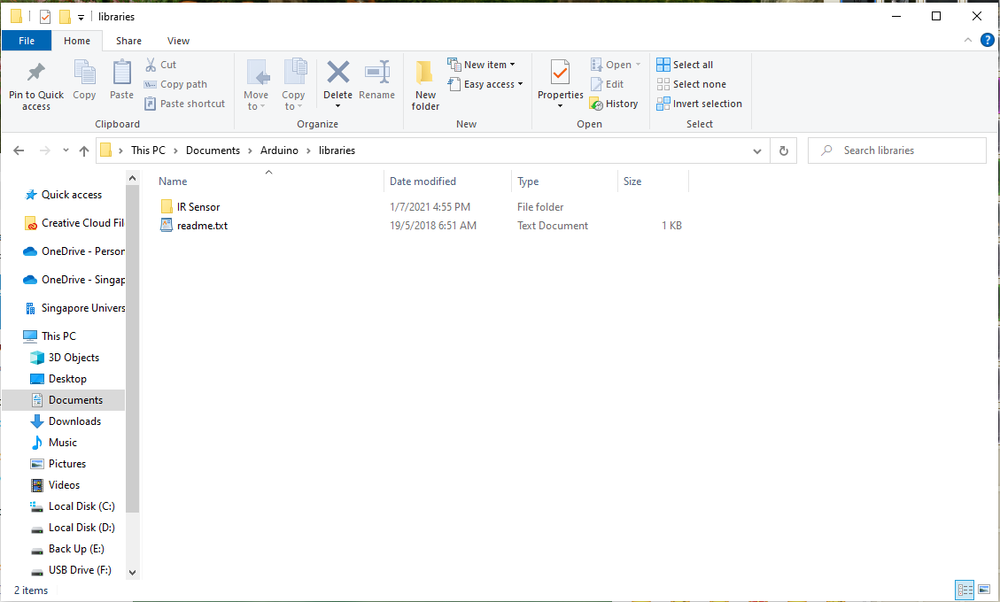 libraries
File Home Share View
Pin to Quick access
Copy
Paste
Cut
Copy path
Paste shortcut
Clipboard
Move to
Copy to
Delete
Rename
Organize
New folder
New item
Easy access
New
Properties
Open
Edit
History
Open
Select all
Select none
Invert selection
Select
This PC > Documents > Arduino > libraries
Search libraries
Name Date modified Type Size
IR Sensor 1/7/2021 4:55 PM File folder
readme.txt 19/5/2018 6:51 AM Text Document 1 KB
Quick access
Creative Cloud Fil
OneDrive - Person
OneDrive - Singap
Singapore Univers
This PC
3D Objects
Desktop
Documents
Downloads
Music
Pictures
Videos
Local Disk (C:)
Local Disk (D:)
Back Up (E:)
USB Drive (F:)
2 items